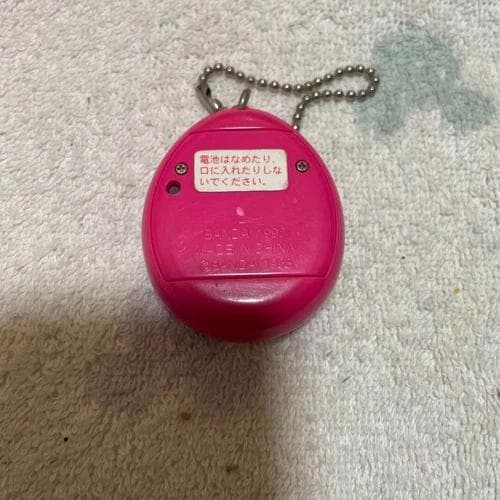 電池はなめたり、
口に入れたりしな
いでください。
©BANDAI 1996
MADE IN CHINA
©BANDAI 1996